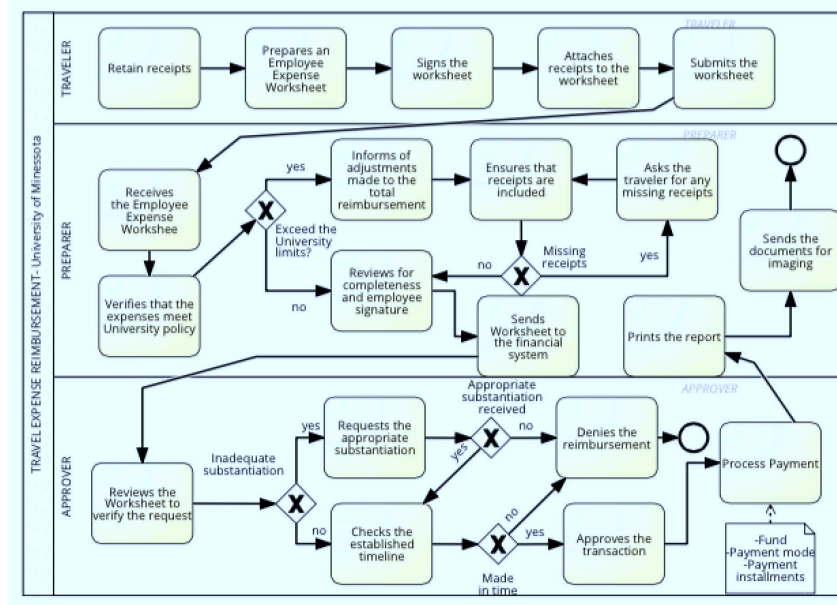 TRAVEL EXPENSE REIMBURSEMENT- University of Minessota
TRAVELER
TRAVELER
Retain receipts
Prepares an
Employee
Expense
Worksheet
Signs the
worksheet
Attaches
receipts to the
worksheet
Submits the
worksheet
PREPARER
PREPARER
Receives
the Employee
Expense
Workshee
Verifies that the
expenses meet
University policy
Exceed the
University
limits?
yes
no
Informs of
adjustments
made to the
total
reimbursement
Reviews for
completeness
and employee
signature
Ensures that
receipts are
included
Missing
receipts
no
yes
Asks the
traveler for any
missing receipts
Sends
Worksheet to
the financial
system
Prints the report
Sends the
documents for
imaging
APPROVER
APPROVER
Reviews the
Worksheet to
verify the request
Inadequate
substantiation
yes
no
Requests the
appropriate
substantiation
Appropriate
substantiation
received
no
yes
Checks the
established
timeline
Made
in time
no
yes
Denies the
reimbursement
Approves the
transaction
Process Payment
-Fund
-Payment mode
-Payment
installments